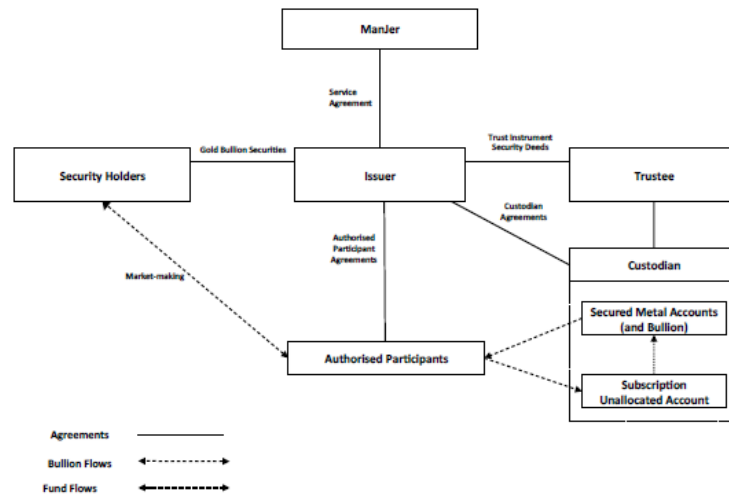 ManJer
Service
Agreement
Gold Bullion Securities
Trust Instrument
Security Deeds
Security Holders
Issuer
Trustee
Custodian
Agreements
Authorised
Participant
Agreements
Market-making
Custodian
Secured Metal Accounts
(and Bullion)
Authorised Participants
Subscription
Unallocated Account
Agreements
Bullion Flows
Fund Flows